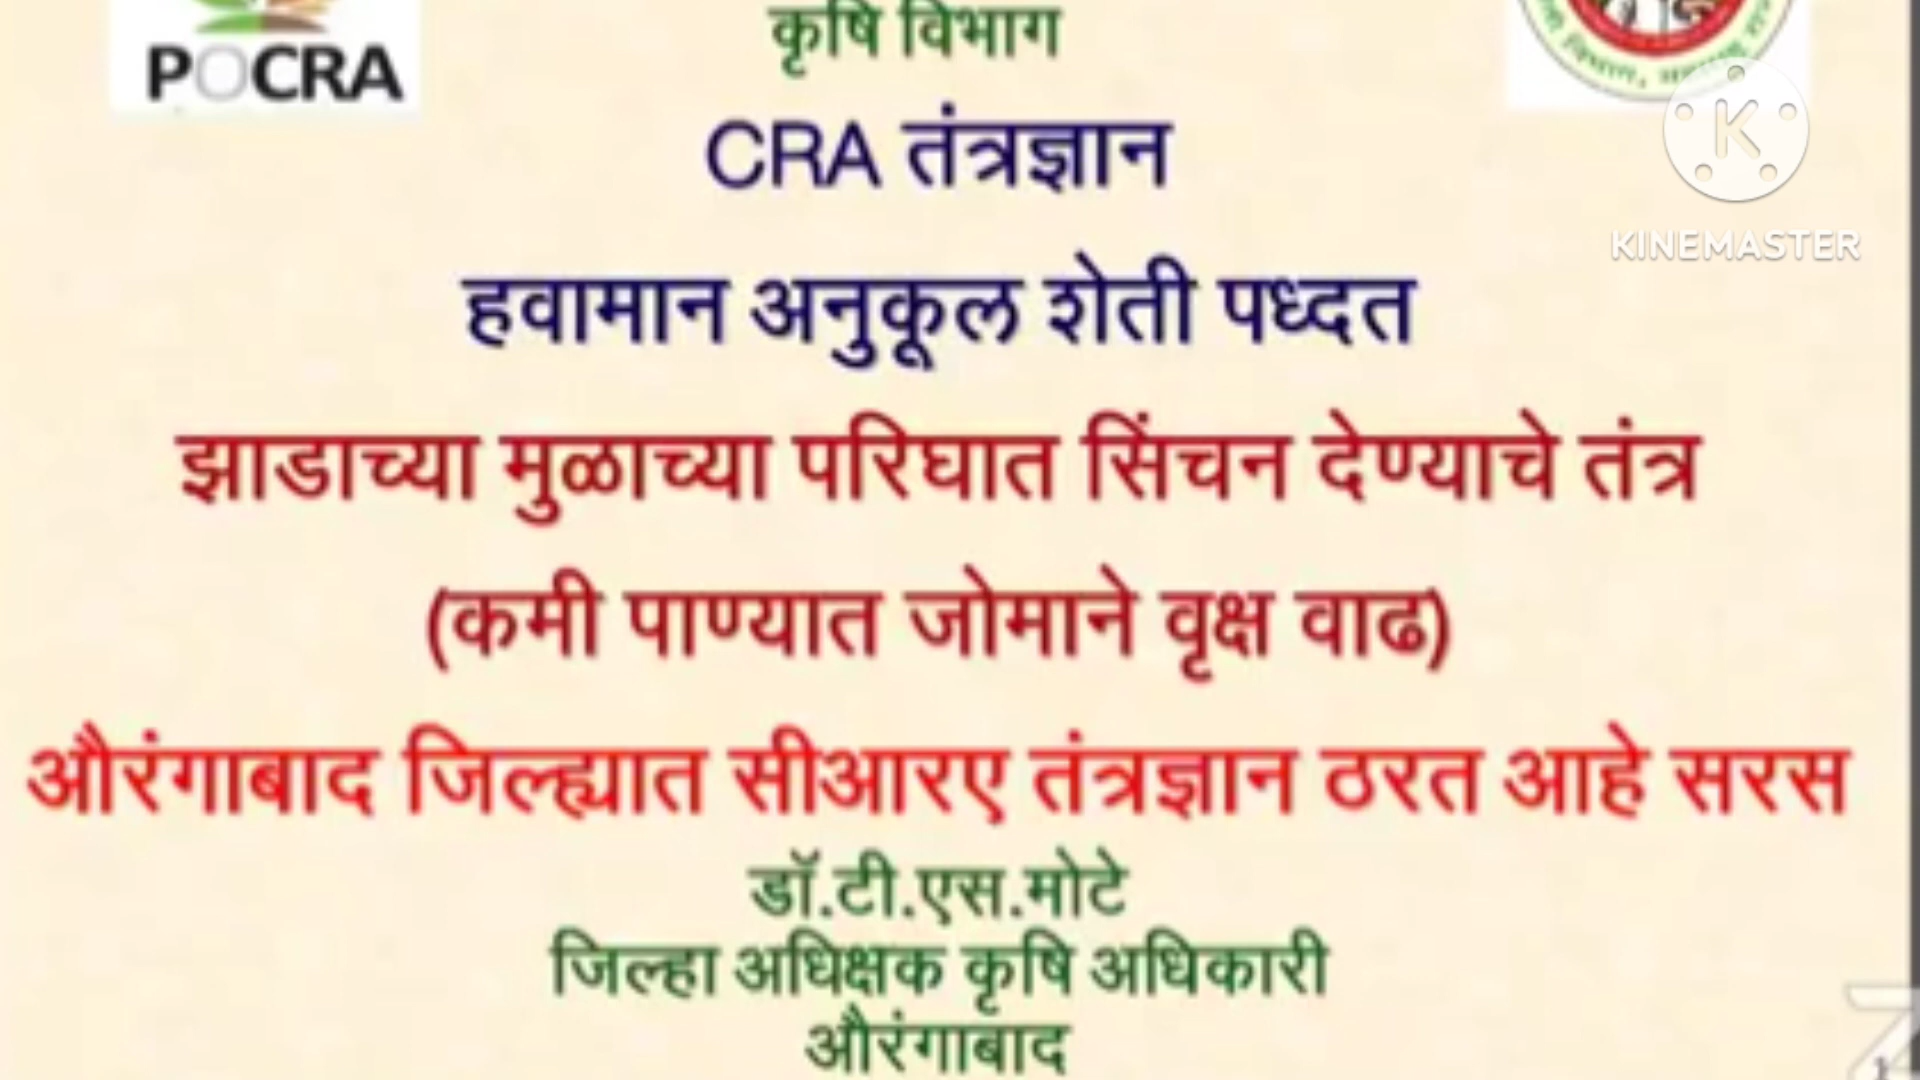 कृषि विभाग
POCRA
CRA तंत्रज्ञान
KINEMASTER
हवामान अनुकूल शेती पध्दत
झाडाच्या मुळाच्या परिघात सिंचन देण्याचे तंत्र
(कमी पाण्यात जोमाने वृक्ष वाढ)
औरंगाबाद जिल्ह्यात सीआरए तंत्रज्ञान ठरत आहे सरस
डॉ.टी.एस.मोटे
जिल्हा अधिक्षक कृषि अधिकारी
औरंगाबाद
1